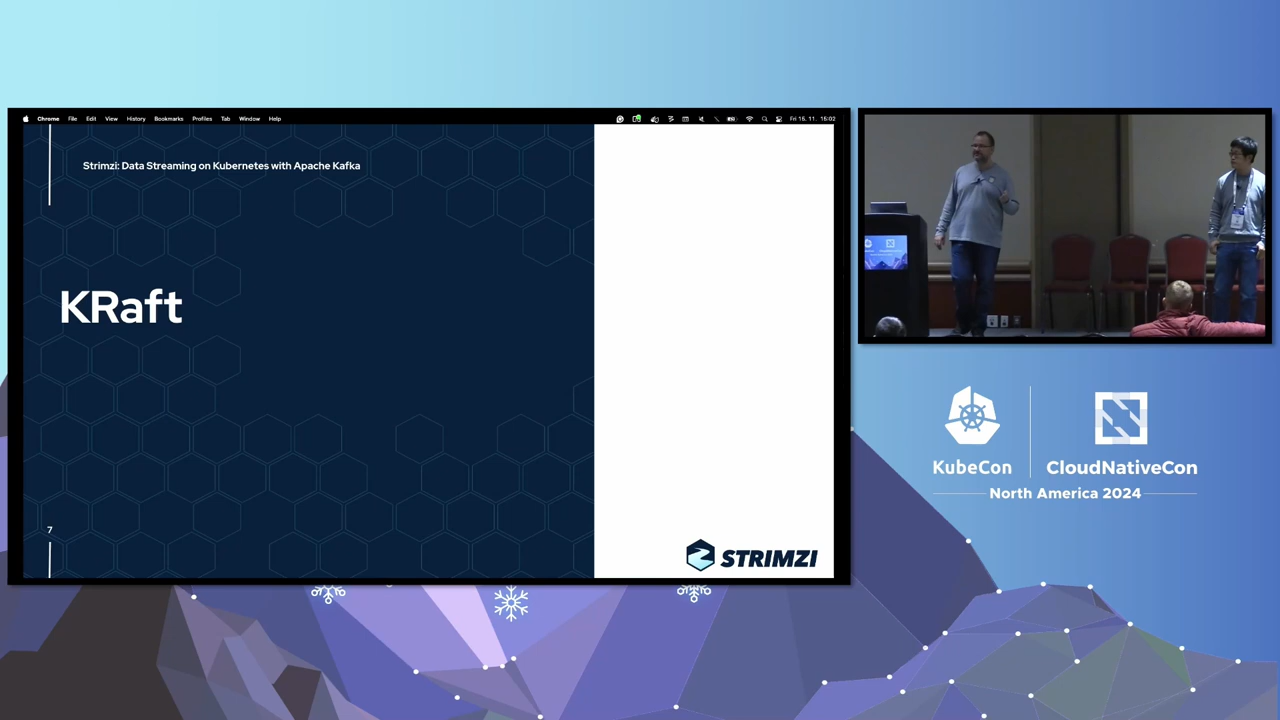 Chrome File Edit View History Bookmarks Profiles Tab Window Help Fri 15. 11. 15:02
Strimzi: Data Streaming on Kubernetes with Apache Kafka
KRaft
7
STRIMZI
KubeCon CloudNativeCon
North America 2024